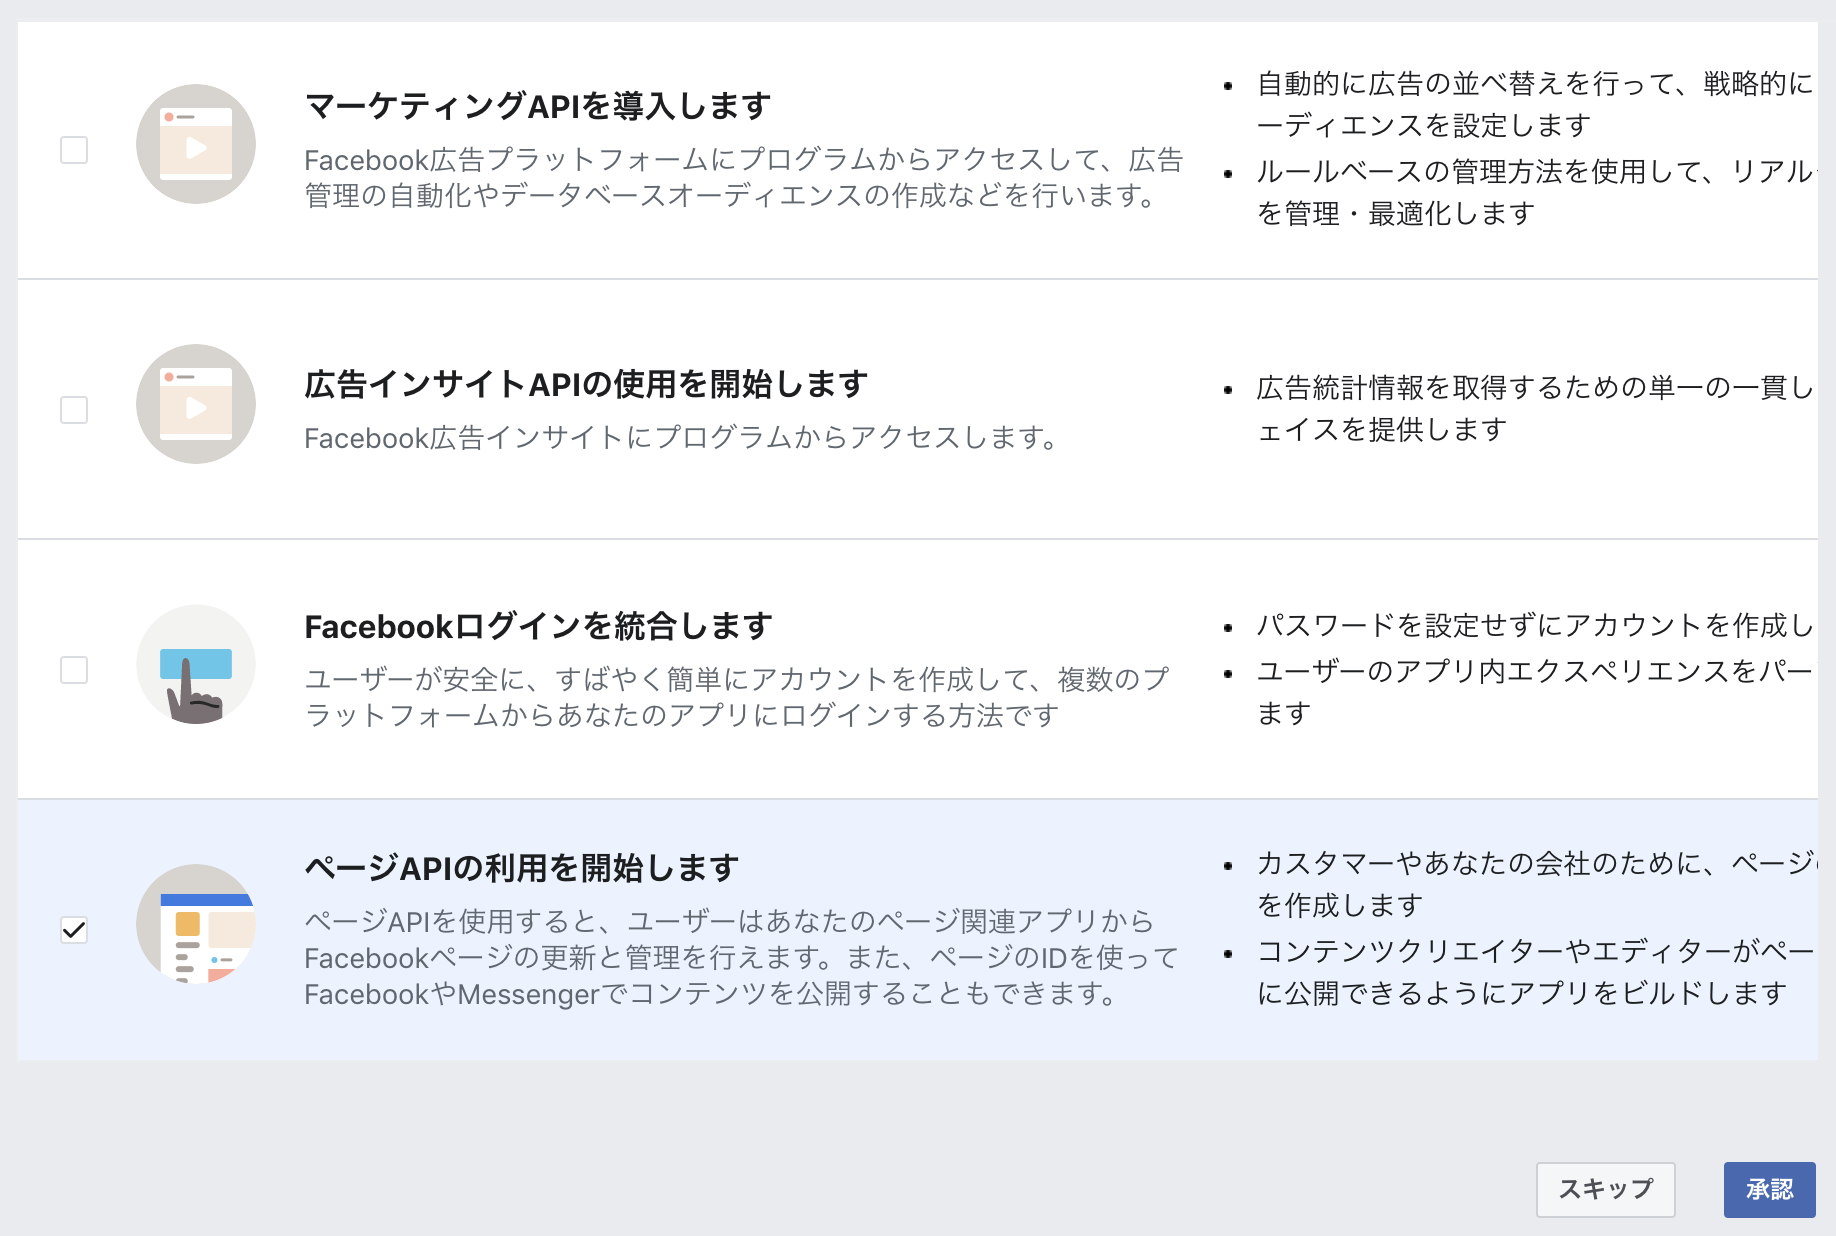 マーケティングAPIを導入します
Facebook広告プラットフォームにプログラムからアクセスして、広告
管理の自動化やデータベースオーディエンスの作成などを行います。
• 自動的に広告の並べ替えを行って、戦略的に
ーディエンスを設定します
• ルールベースの管理方法を使用して、リアル
を管理・最適化します
広告インサイトAPIの使用を開始します
Facebook広告インサイトにプログラムからアクセスします。
• 広告統計情報を取得するための単一の一貫し
ェイスを提供します
Facebookログインを統合します
ユーザーが安全に、すばやく簡単にアカウントを作成して、複数のプ
ラットフォームからあなたのアプリにログインする方法です
• パスワードを設定せずにアカウントを作成し
• ユーザーのアプリ内エクスペリエンスをパー
ます
ページAPIの利用を開始します
ページAPIを使用すると、ユーザーはあなたのページ関連アプリから
Facebookページの更新と管理を行えます。また、ページのIDを使って
FacebookやMessengerでコンテンツを公開することもできます。
• カスタマーやあなたの会社のために、ページ
を作成します
• コンテンツクリエイターやエディターがペー
に公開できるようにアプリをビルドします
スキップ
承認